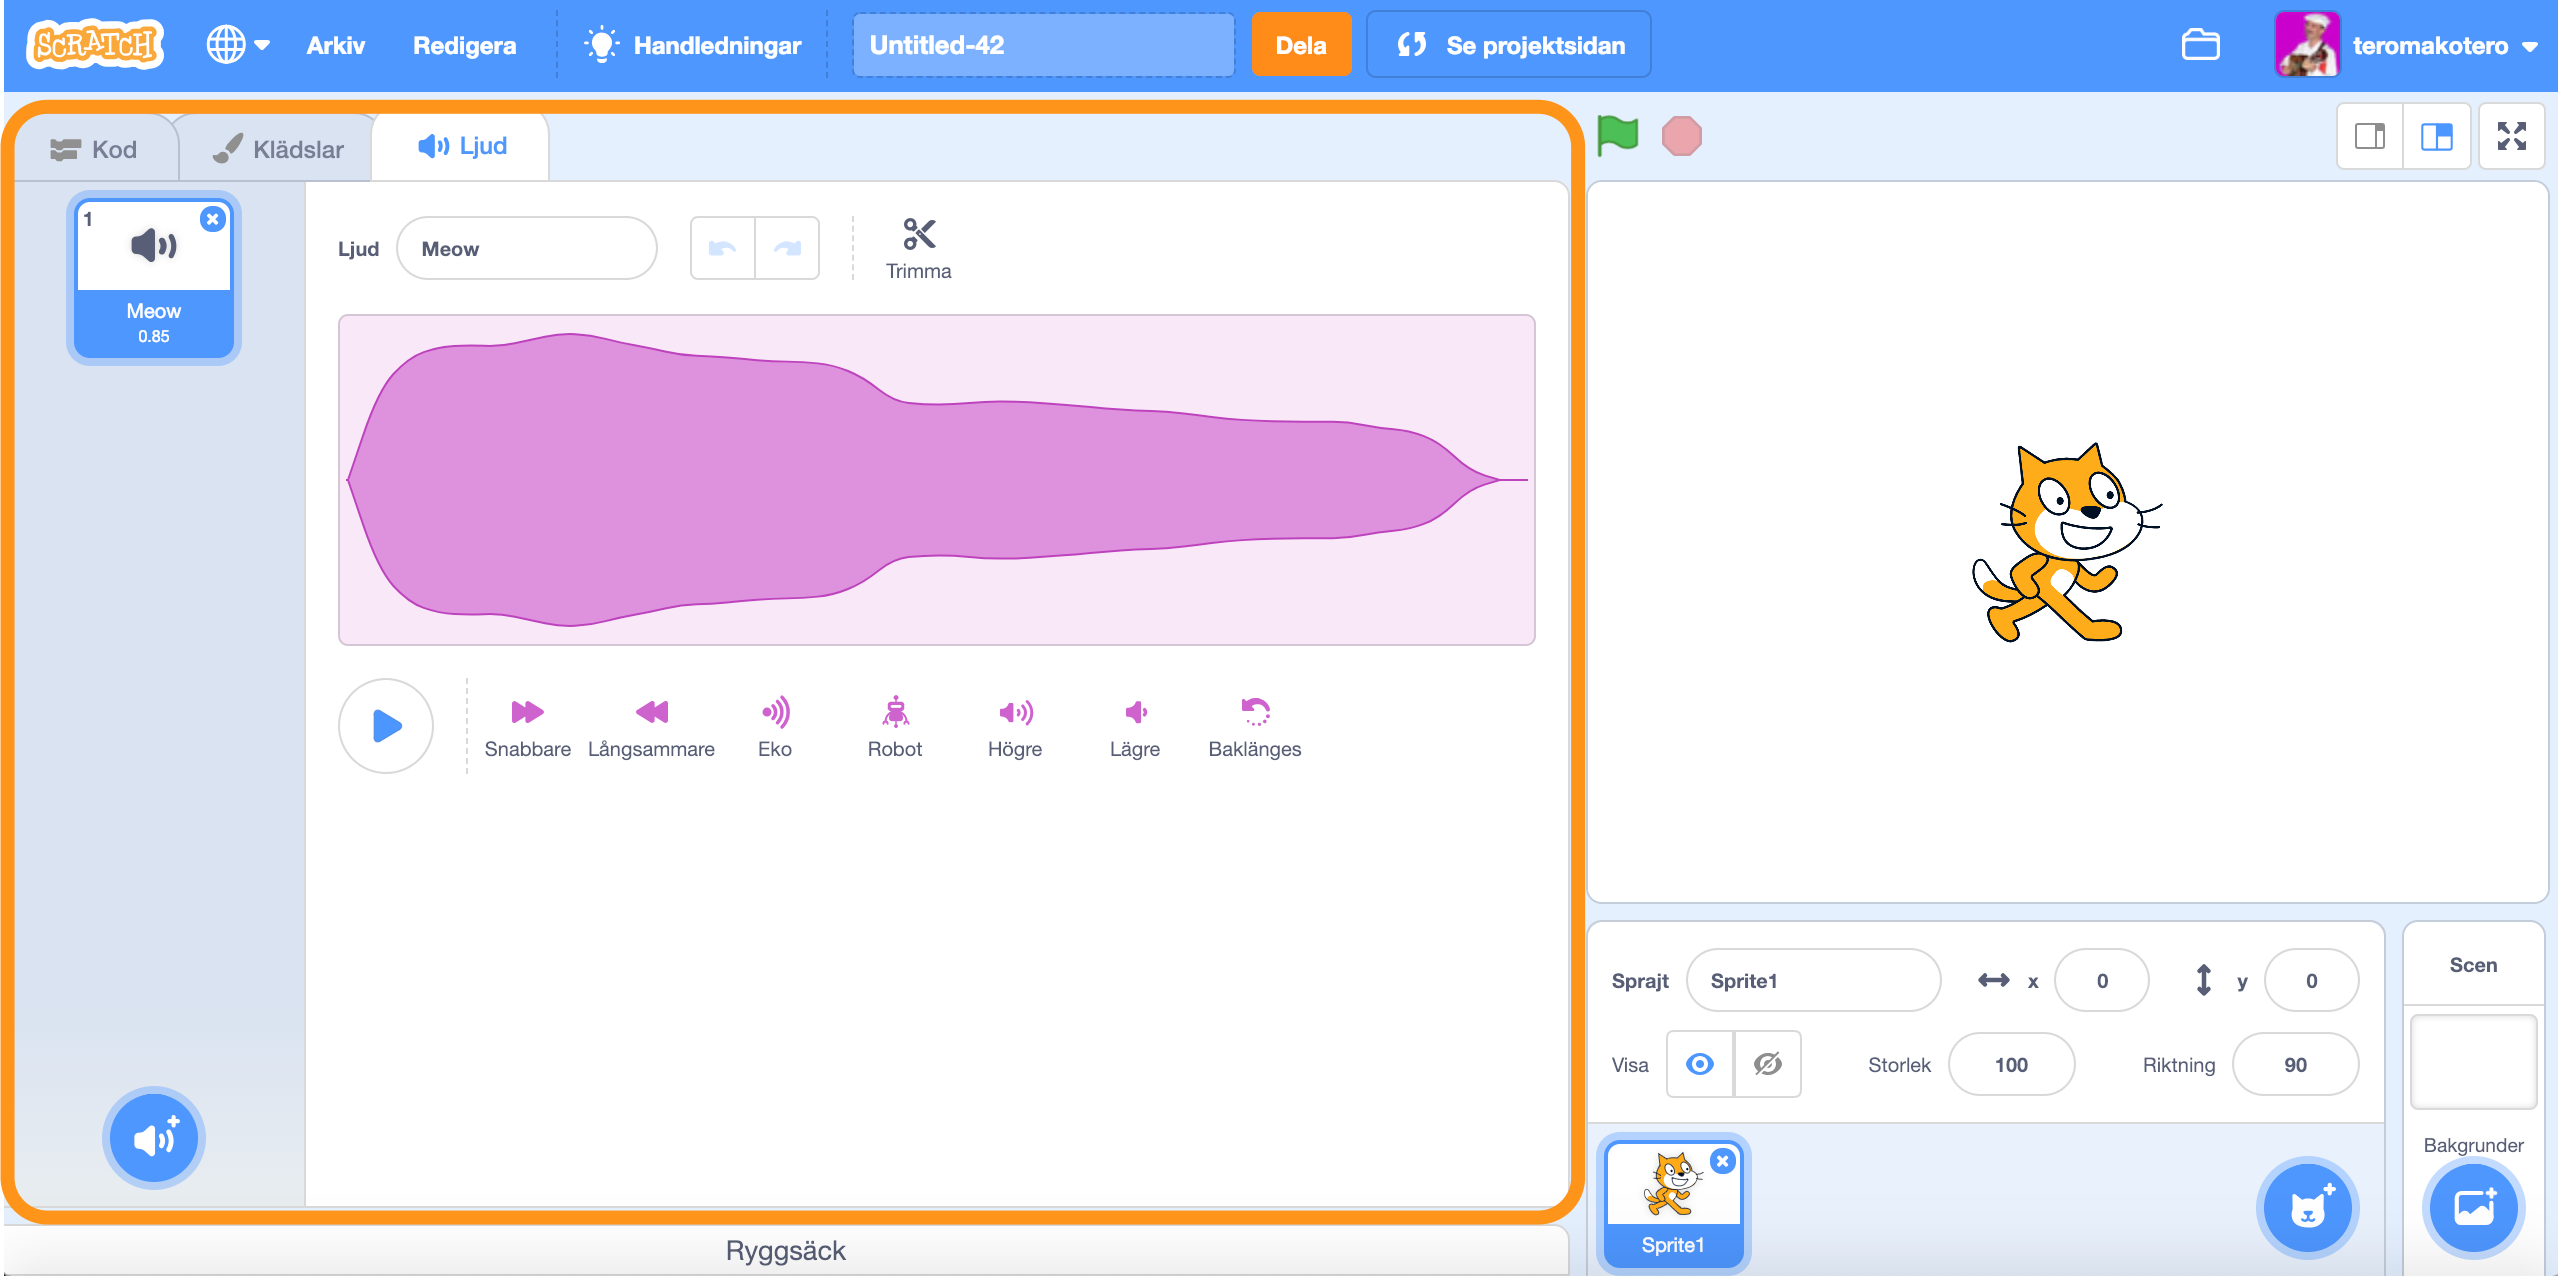 SCRATCH Arkiv Redigera Handledningar Untitled-42 Dela Se projektsidan teromakotero
Kod Klädslar Ljud
1
Meow
0.85
Ljud Meow Trimma
Snabbare Långsammare Eko Robot Högre Lägre Baklänges
Ryggsäck
Sprajt Sprite1 x 0 y 0
Visa Storlek 100 Riktning 90
Sprite1
Scen
Bakgrunder